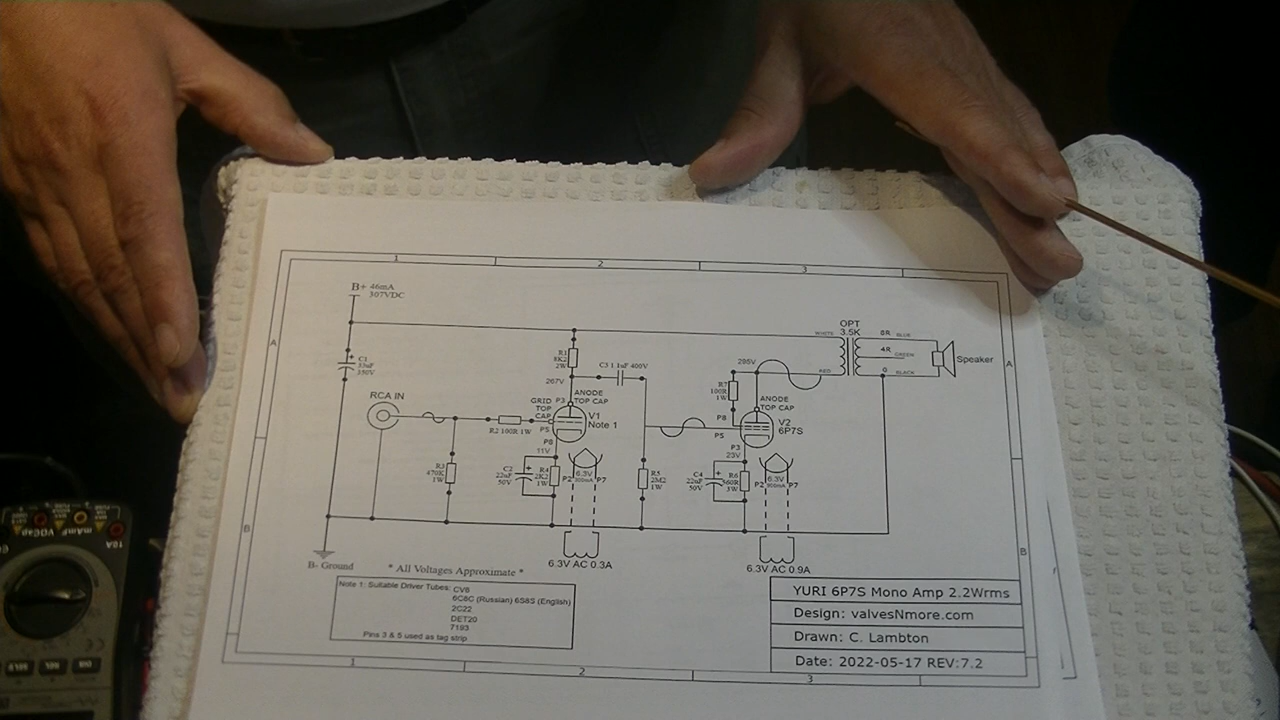 1
2
3
A
A
B+ 46mA
307VDC
OPT
3.5K
WHITE
8R BLUE
4R GREEN
0 BLACK
RED
Speaker
C1
350V
R1
8K2
2W
C3 1.1uF 400V
267V
295V
R7
100R
1W
RCA IN
GRID
TOP
CAP
P3
ANODE
TOP CAP
V1
Note 1
P5
R2 100R 1W
P8
11V
ANODE
TOP CAP
V2
6P7S
P8
P5
P3
23V
R3
470K
1W
C2
22uF
50V
R4
2K2
1W
P2
6.3V
300mA
P7
R5
2M2
1W
C4
22uF
50V
R6
560R
3W
P2
6.3V
P7
B
B
B- Ground
* All Voltages Approximate *
6.3V AC 0.3A
6.3V AC 0.9A
Note 1: Suitable Driver Tubes: CV6
6C8C (Russian) 6S8S (English)
2C22
DET20
7193
Pins 3 & 5 used as tag strip
YURI 6P7S Mono Amp 2.2Wrms
Design: valvesNmore.com
Drawn: C. Lambton
Date: 2022-05-17 REV:7.2
1
2
3
10A